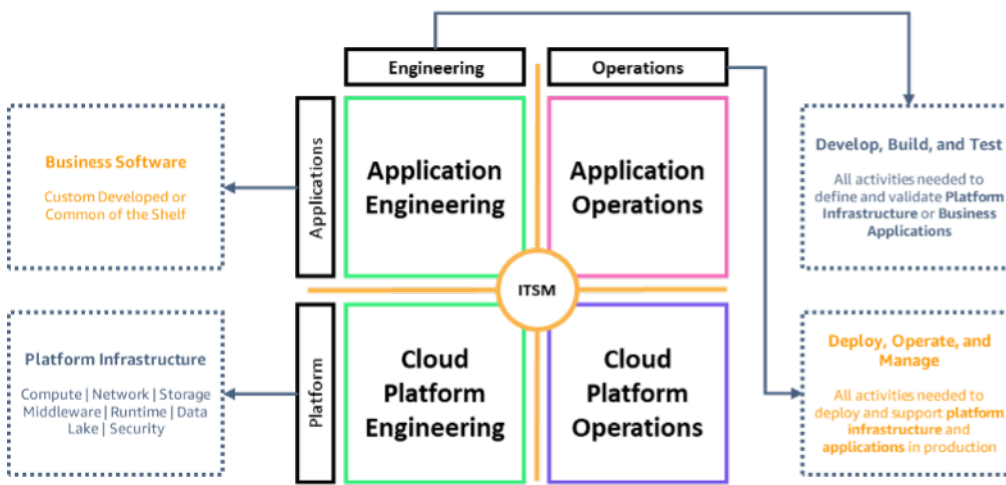 Engineering
Operations
Business Software
Custom Developed or
Common of the Shelf
Applications
Application
Engineering
Application
Operations
Develop, Build, and Test
All activities needed to
define and validate Platform
Infrastructure or Business
Applications
ITSM
Platform Infrastructure
Compute | Network | Storage
Middleware | Runtime | Data
Lake | Security
Platform
Cloud
Platform
Engineering
Cloud
Platform
Operations
Deploy, Operate, and
Manage
All activities needed to
deploy and support platform
infrastructure and
applications in production